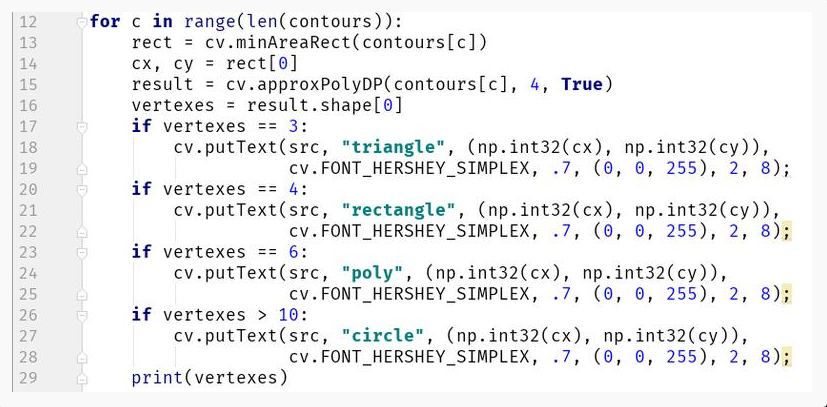 12 for c in range(len(contours)):
13     rect = cv.minAreaRect(contours[c])
14     cx, cy = rect[0]
15     result = cv.approxPolyDP(contours[c], 4, True)
16     vertexes = result.shape[0]
17     if vertexes == 3:
18         cv.putText(src, "triangle", (np.int32(cx), np.int32(cy)),
19                    cv.FONT_HERSHEY_SIMPLEX, .7, (0, 0, 255), 2, 8);
20     if vertexes == 4:
21         cv.putText(src, "rectangle", (np.int32(cx), np.int32(cy)),
22                    cv.FONT_HERSHEY_SIMPLEX, .7, (0, 0, 255), 2, 8);
23     if vertexes == 6:
24         cv.putText(src, "poly", (np.int32(cx), np.int32(cy)),
25                    cv.FONT_HERSHEY_SIMPLEX, .7, (0, 0, 255), 2, 8);
26     if vertexes > 10:
27         cv.putText(src, "circle", (np.int32(cx), np.int32(cy)),
28                    cv.FONT_HERSHEY_SIMPLEX, .7, (0, 0, 255), 2, 8);
29     print(vertexes)